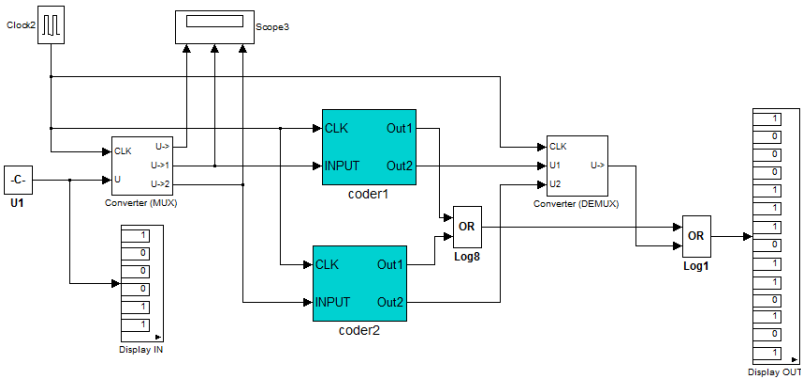 Clock2
Scope3
CLK
U
U->
U->1
U->2
Converter (MUX)
-C-
U1
CLK
INPUT
Out1
Out2
coder1
CLK
U1
U2
U->
Converter (DEMUX)
OR
Log8
OR
Log1
CLK
INPUT
Out1
Out2
coder2
1
0
0
0
1
1
Display IN
1
0
0
0
1
1
1
0
1
1
0
1
0
1
Display OUT